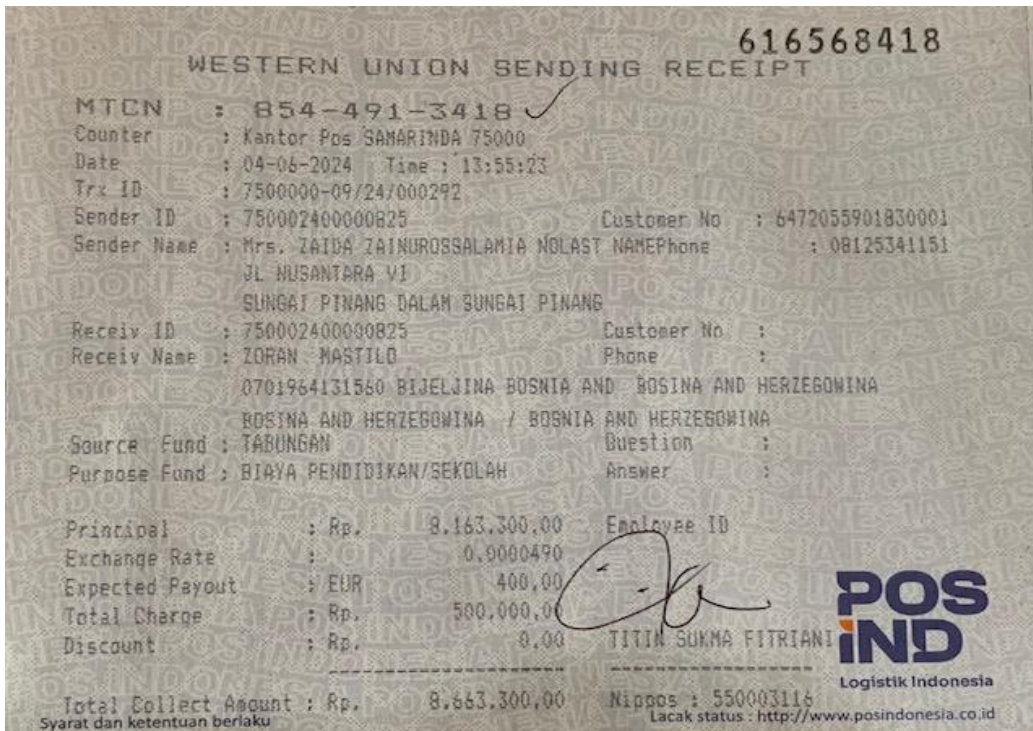 616568418
WESTERN UNION SENDING RECEIPT
MTCN : 854-491-3418
Counter : Kantor Pos SAMARINDA 75000
Date : 04-06-2024 Time : 13:55:23
Trx ID : 7500000-09/24/000292
Sender ID : 750002400000825 Customer No : 6472055901830001
Sender Name : Mrs. ZAIDA ZAINUROSSALAMIA NOLAST NAMEPhone : 08125341151
JL NUSANTARA VI
SUNGAI PINANG DALAM SUNGAI PINANG
Receiv ID : 750002400000825 Customer No :
Receiv Name : ZORAN MASTILO Phone :
0701964131560 BIJELJINA BOSNIA AND BOSINA AND HERZEGOWINA
BOSINA AND HERZEGOWINA / BOSNIA AND HERZEGOWINA
Source Fund : TABUNGAN Question :
Purpose Fund : BIAYA PENDIDIKAN/SEKOLAH Answer :
Principal : Rp. 8.163.300,00 Employee ID
Exchange Rate : 0.0000490
Expected Payout : EUR 400,00
Total Charge : Rp. 500.000,00
Discount : Rp. 0,00 TITIN SUKMA FITRIANI
Total Collect Amount : Rp. 8.663.300,00 Nippos : 550003116
POS IND
Logistik Indonesia
Syarat dan ketentuan berlaku Lacak status : http://www.posindonesia.co.id